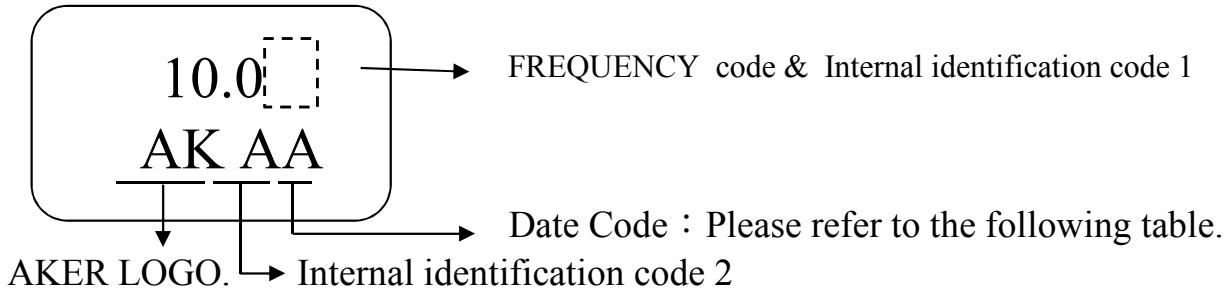 10.0
FREQUENCY code & Internal identification code 1
AK AA
Date Code：Please refer to the following table.
AKER LOGO.
Internal identification code 2